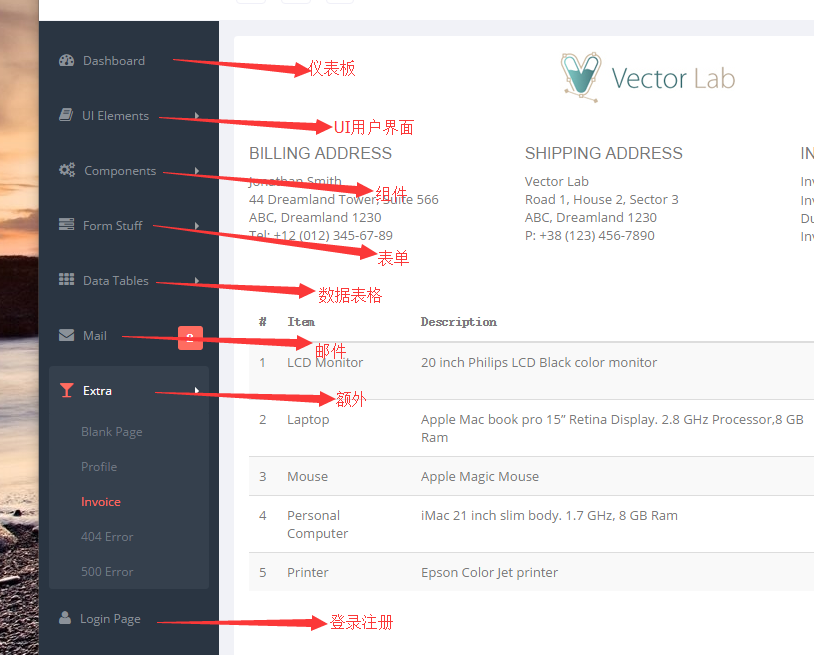 Dashboard
仪表板
UI Elements
UI用户界面
Components
组件
Form Stuff
表单
Data Tables
数据表格
Mail
邮件
Extra
额外
Blank Page
Profile
Invoice
404 Error
500 Error
Login Page
登录注册
Vector Lab
BILLING ADDRESS
Jonathan Smith
44 Dreamland Tower, Suite 566
ABC, Dreamland 1230
Tel: +12 (012) 345-67-89
SHIPPING ADDRESS
Vector Lab
Road 1, House 2, Sector 3
ABC, Dreamland 1230
P: +38 (123) 456-7890
IN
Inv
Inv
Du
Inv
# Item Description
1 LCD Monitor 20 inch Philips LCD Black color monitor
2 Laptop Apple Mac book pro 15” Retina Display. 2.8 GHz Processor,8 GB
Ram
3 Mouse Apple Magic Mouse
4 Personal iMac 21 inch slim body. 1.7 GHz, 8 GB Ram
Computer
5 Printer Epson Color Jet printer